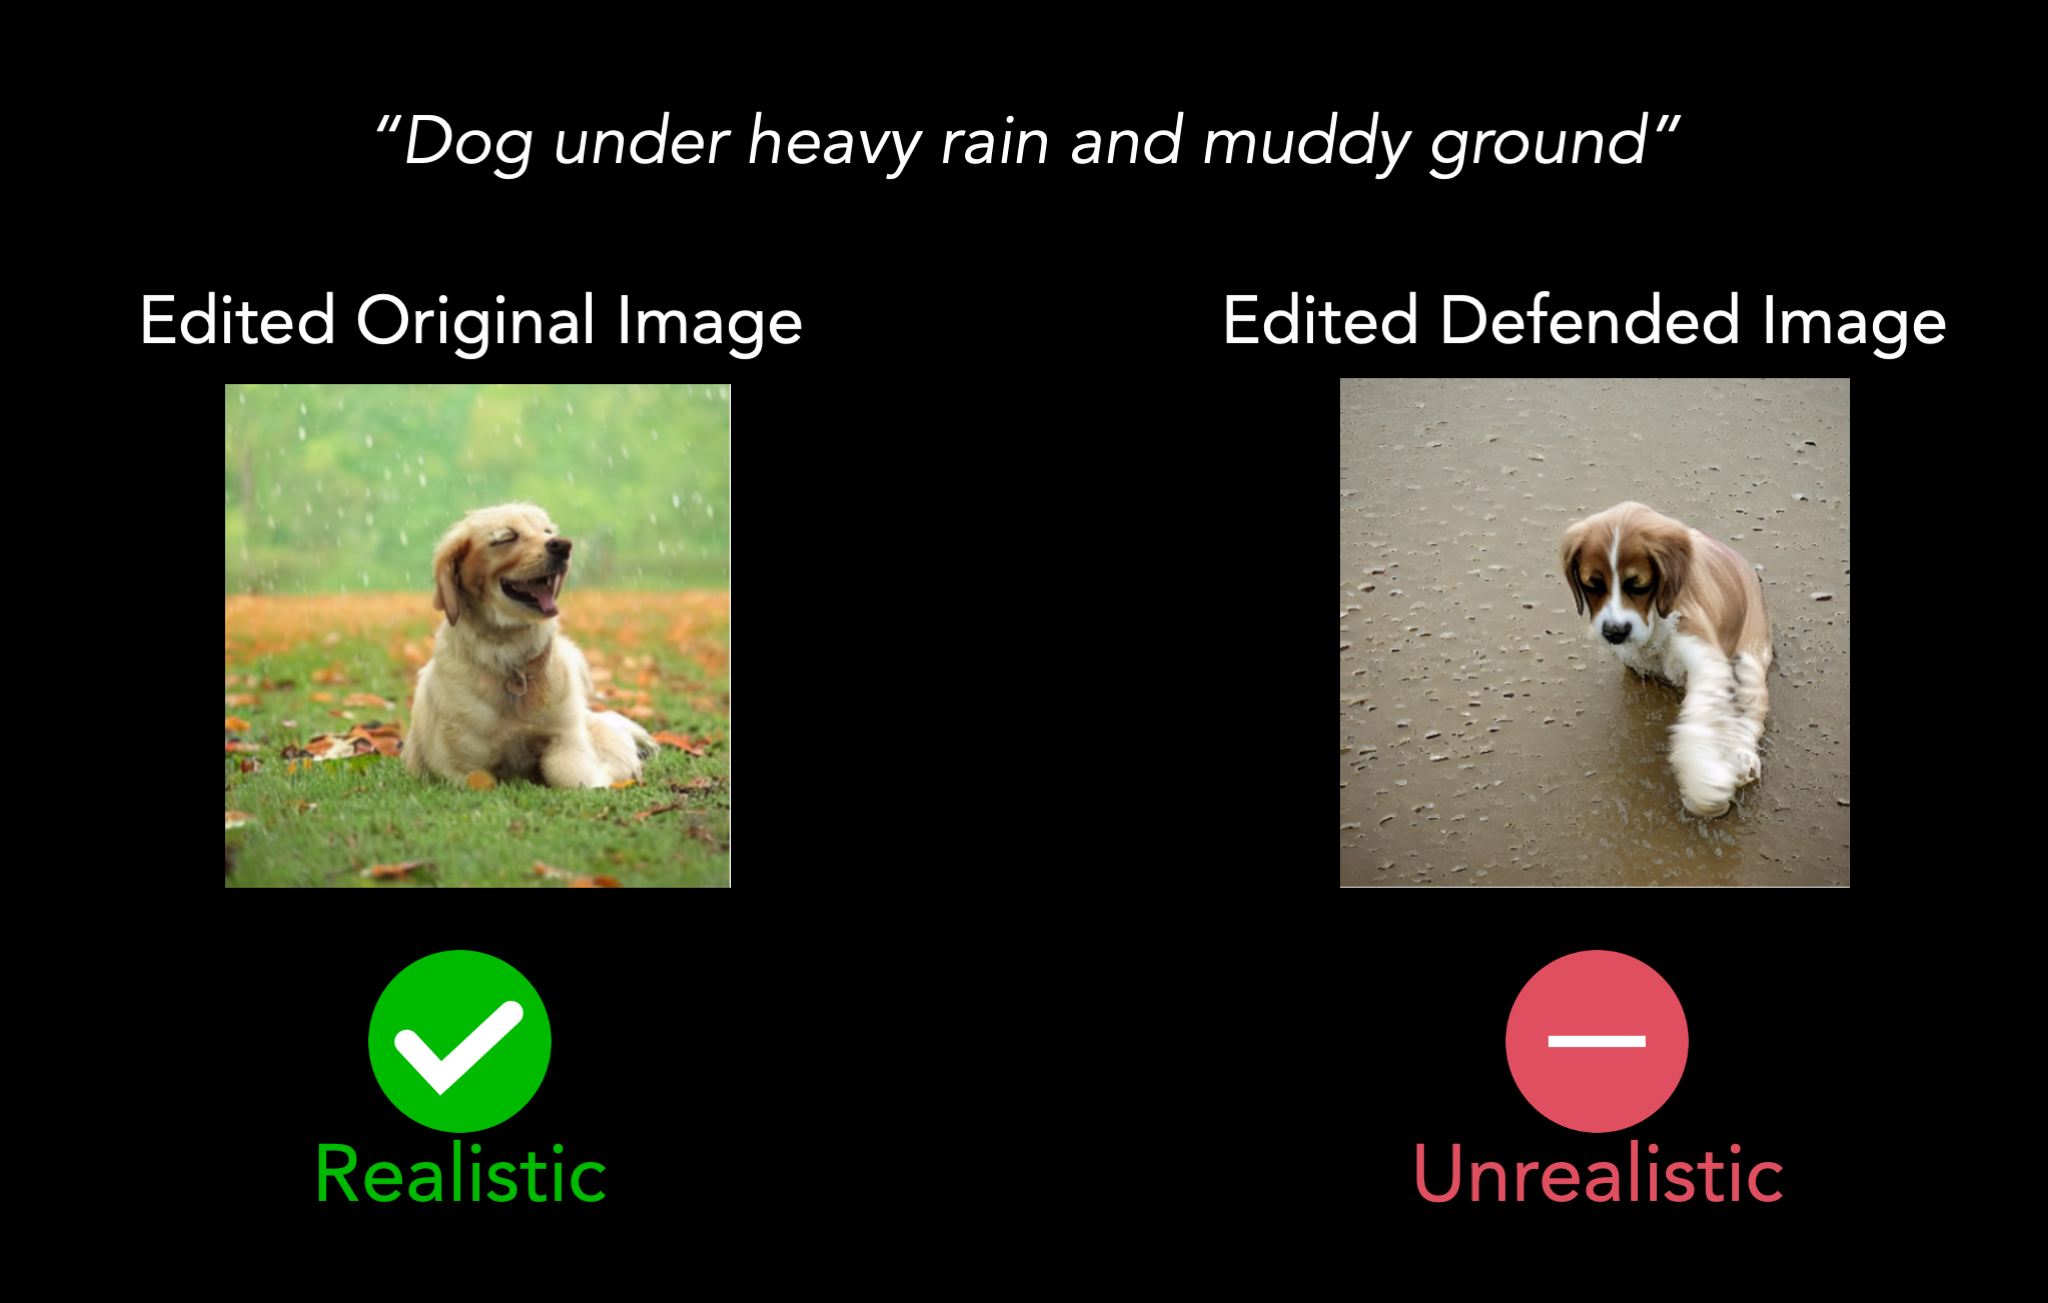 “Dog under heavy rain and muddy ground”
Edited Original Image
Edited Defended Image
Realistic
Unrealistic